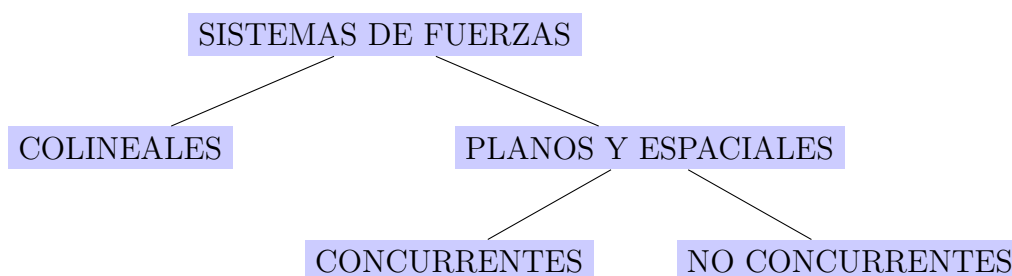 SISTEMAS DE FUERZAS
COLINEALES
PLANOS Y ESPACIALES
CONCURRENTES
NO CONCURRENTES